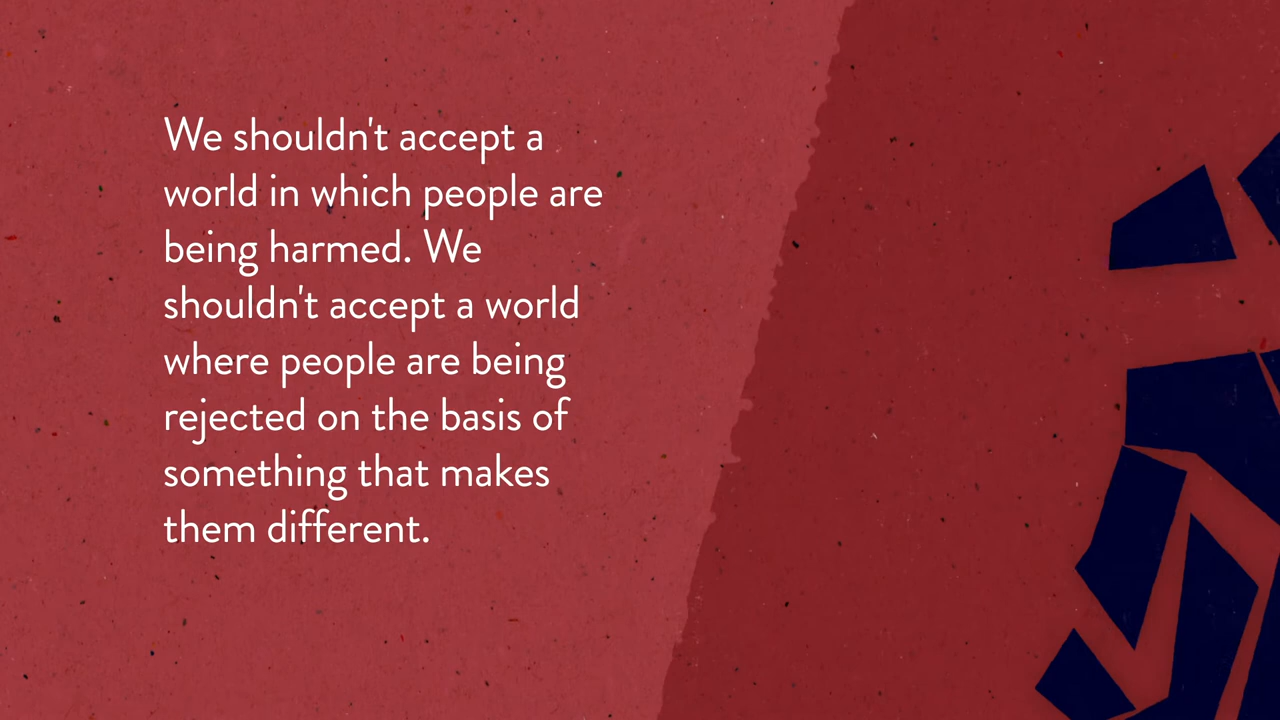 We shouldn't accept a
world in which people are
being harmed. We
shouldn't accept a world
where people are being
rejected on the basis of
something that makes
them different.